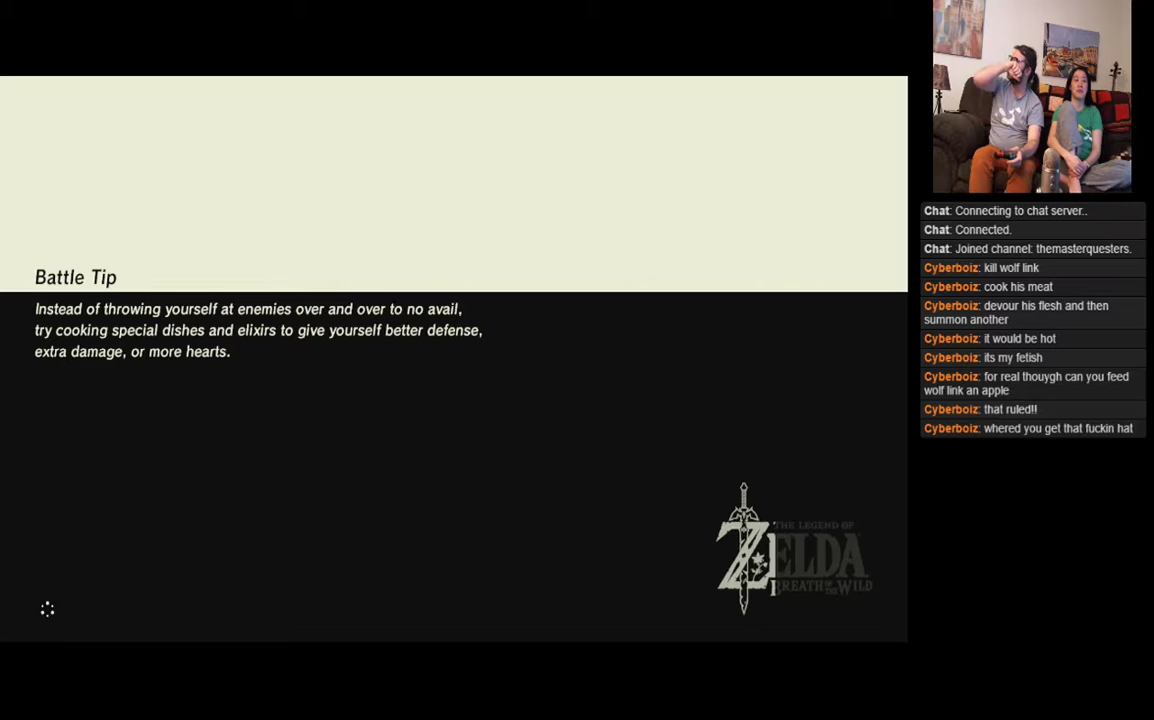 Battle Tip
Instead of throwing yourself at enemies over and over to no avail,
try cooking special dishes and elixirs to give yourself better defense,
extra damage, or more hearts.
THE LEGEND OF
ZELDA
BREATH OF THE WILD
Chat: Connecting to chat server..
Chat: Connected.
Chat: Joined channel: themasterquesters.
Cyberboiz: kill wolf link
Cyberboiz: cook his meat
Cyberboiz: devour his flesh and then
summon another
Cyberboiz: it would be hot
Cyberboiz: its my fetish
Cyberboiz: for real thouygh can you feed
wolf link an apple
Cyberboiz: that ruled!!
Cyberboiz: whered you get that fuckin hat